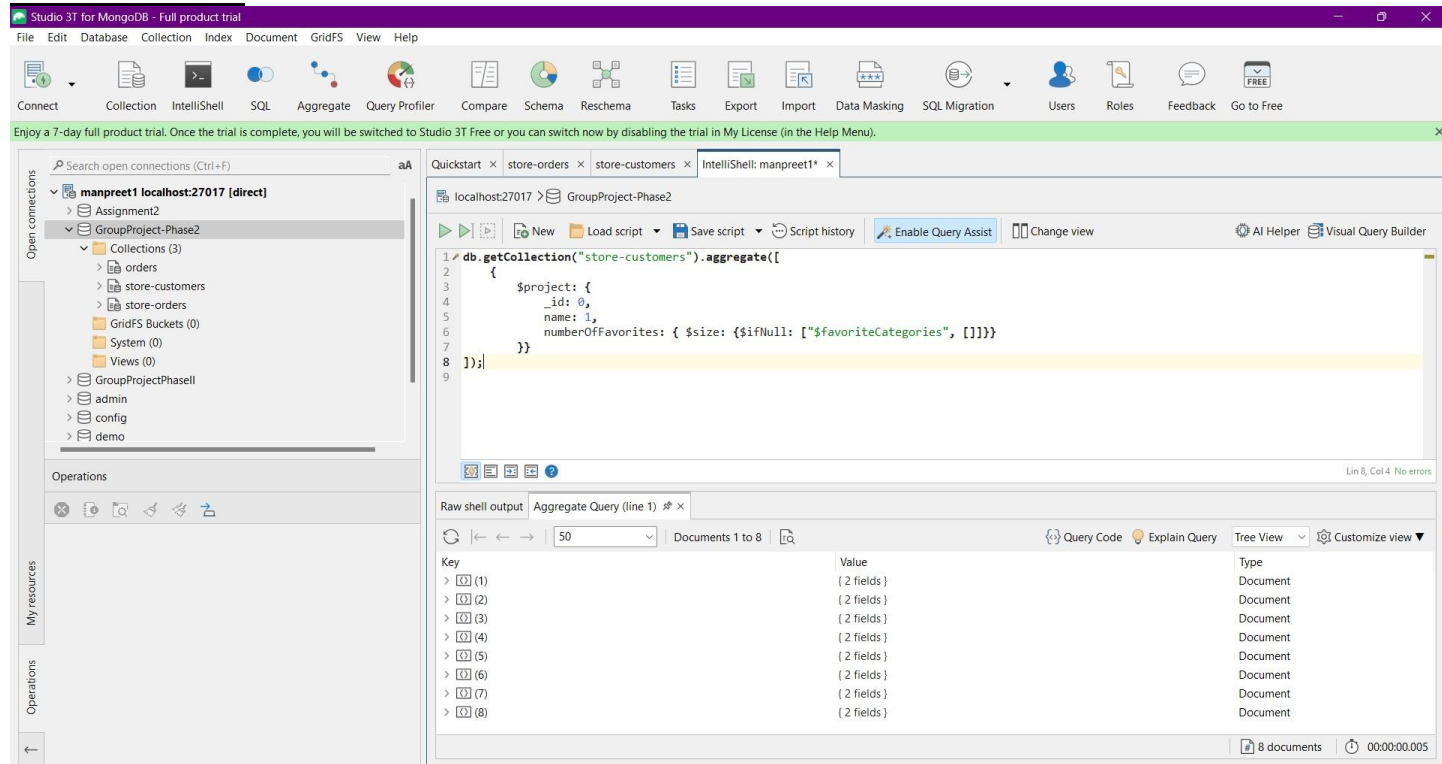 Studio 3T for MongoDB - Full product trial
File Edit Database Collection Index Document GridFS View Help
FREE
Connect Collection IntelliShell SQL Aggregate Query Profiler Compare Schema Reschema Tasks Export Import Data Masking SQL Migration Users Roles Feedback Go to Free
Enjoy a 7-day full product trial. Once the trial is complete, you will be switched to Studio 3T Free or you can switch now by disabling the trial in My License (in the Help Menu).
Open connections
My resources
Operations
Search open connections (Ctrl+F) aA
manpreet1 localhost:27017 [direct]
Assignment2
GroupProject-Phase2
Collections (3)
orders
store-customers
store-orders
GridFS Buckets (0)
System (0)
Views (0)
GroupProjectPhaseII
admin
config
demo
Operations
Quickstart store-orders store-customers IntelliShell: manpreet1*
localhost:27017 GroupProject-Phase2
New Load script Save script Script history Enable Query Assist Change view AI Helper Visual Query Builder
1 db.getCollection("store-customers").aggregate([
2 {
3 $project: {
4 _id: 0,
5 name: 1,
6 numberOfFavorites: { $size: {$ifNull: ["$favoriteCategories", []]}}
7 }}
8 ]);
9
Lin 8, Col 4 No errors
Raw shell output Aggregate Query (line 1)
50 Documents 1 to 8 Query Code Explain Query Tree View Customize view
Key Value Type
(1) { 2 fields } Document
(2) { 2 fields } Document
(3) { 2 fields } Document
(4) { 2 fields } Document
(5) { 2 fields } Document
(6) { 2 fields } Document
(7) { 2 fields } Document
(8) { 2 fields } Document
8 documents 00:00:00.005